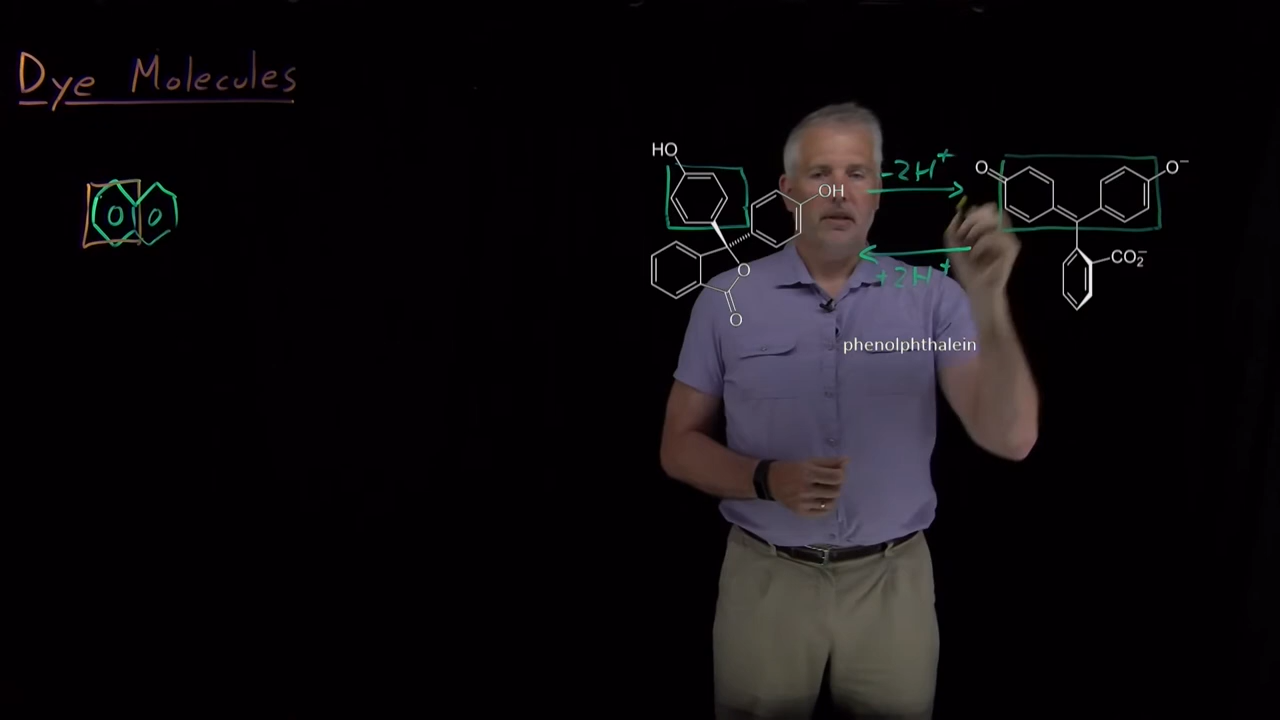 Dye Molecules
HO
OH
O
O
-2H+
+2H+
O
O−
CO2−
phenolphthalein